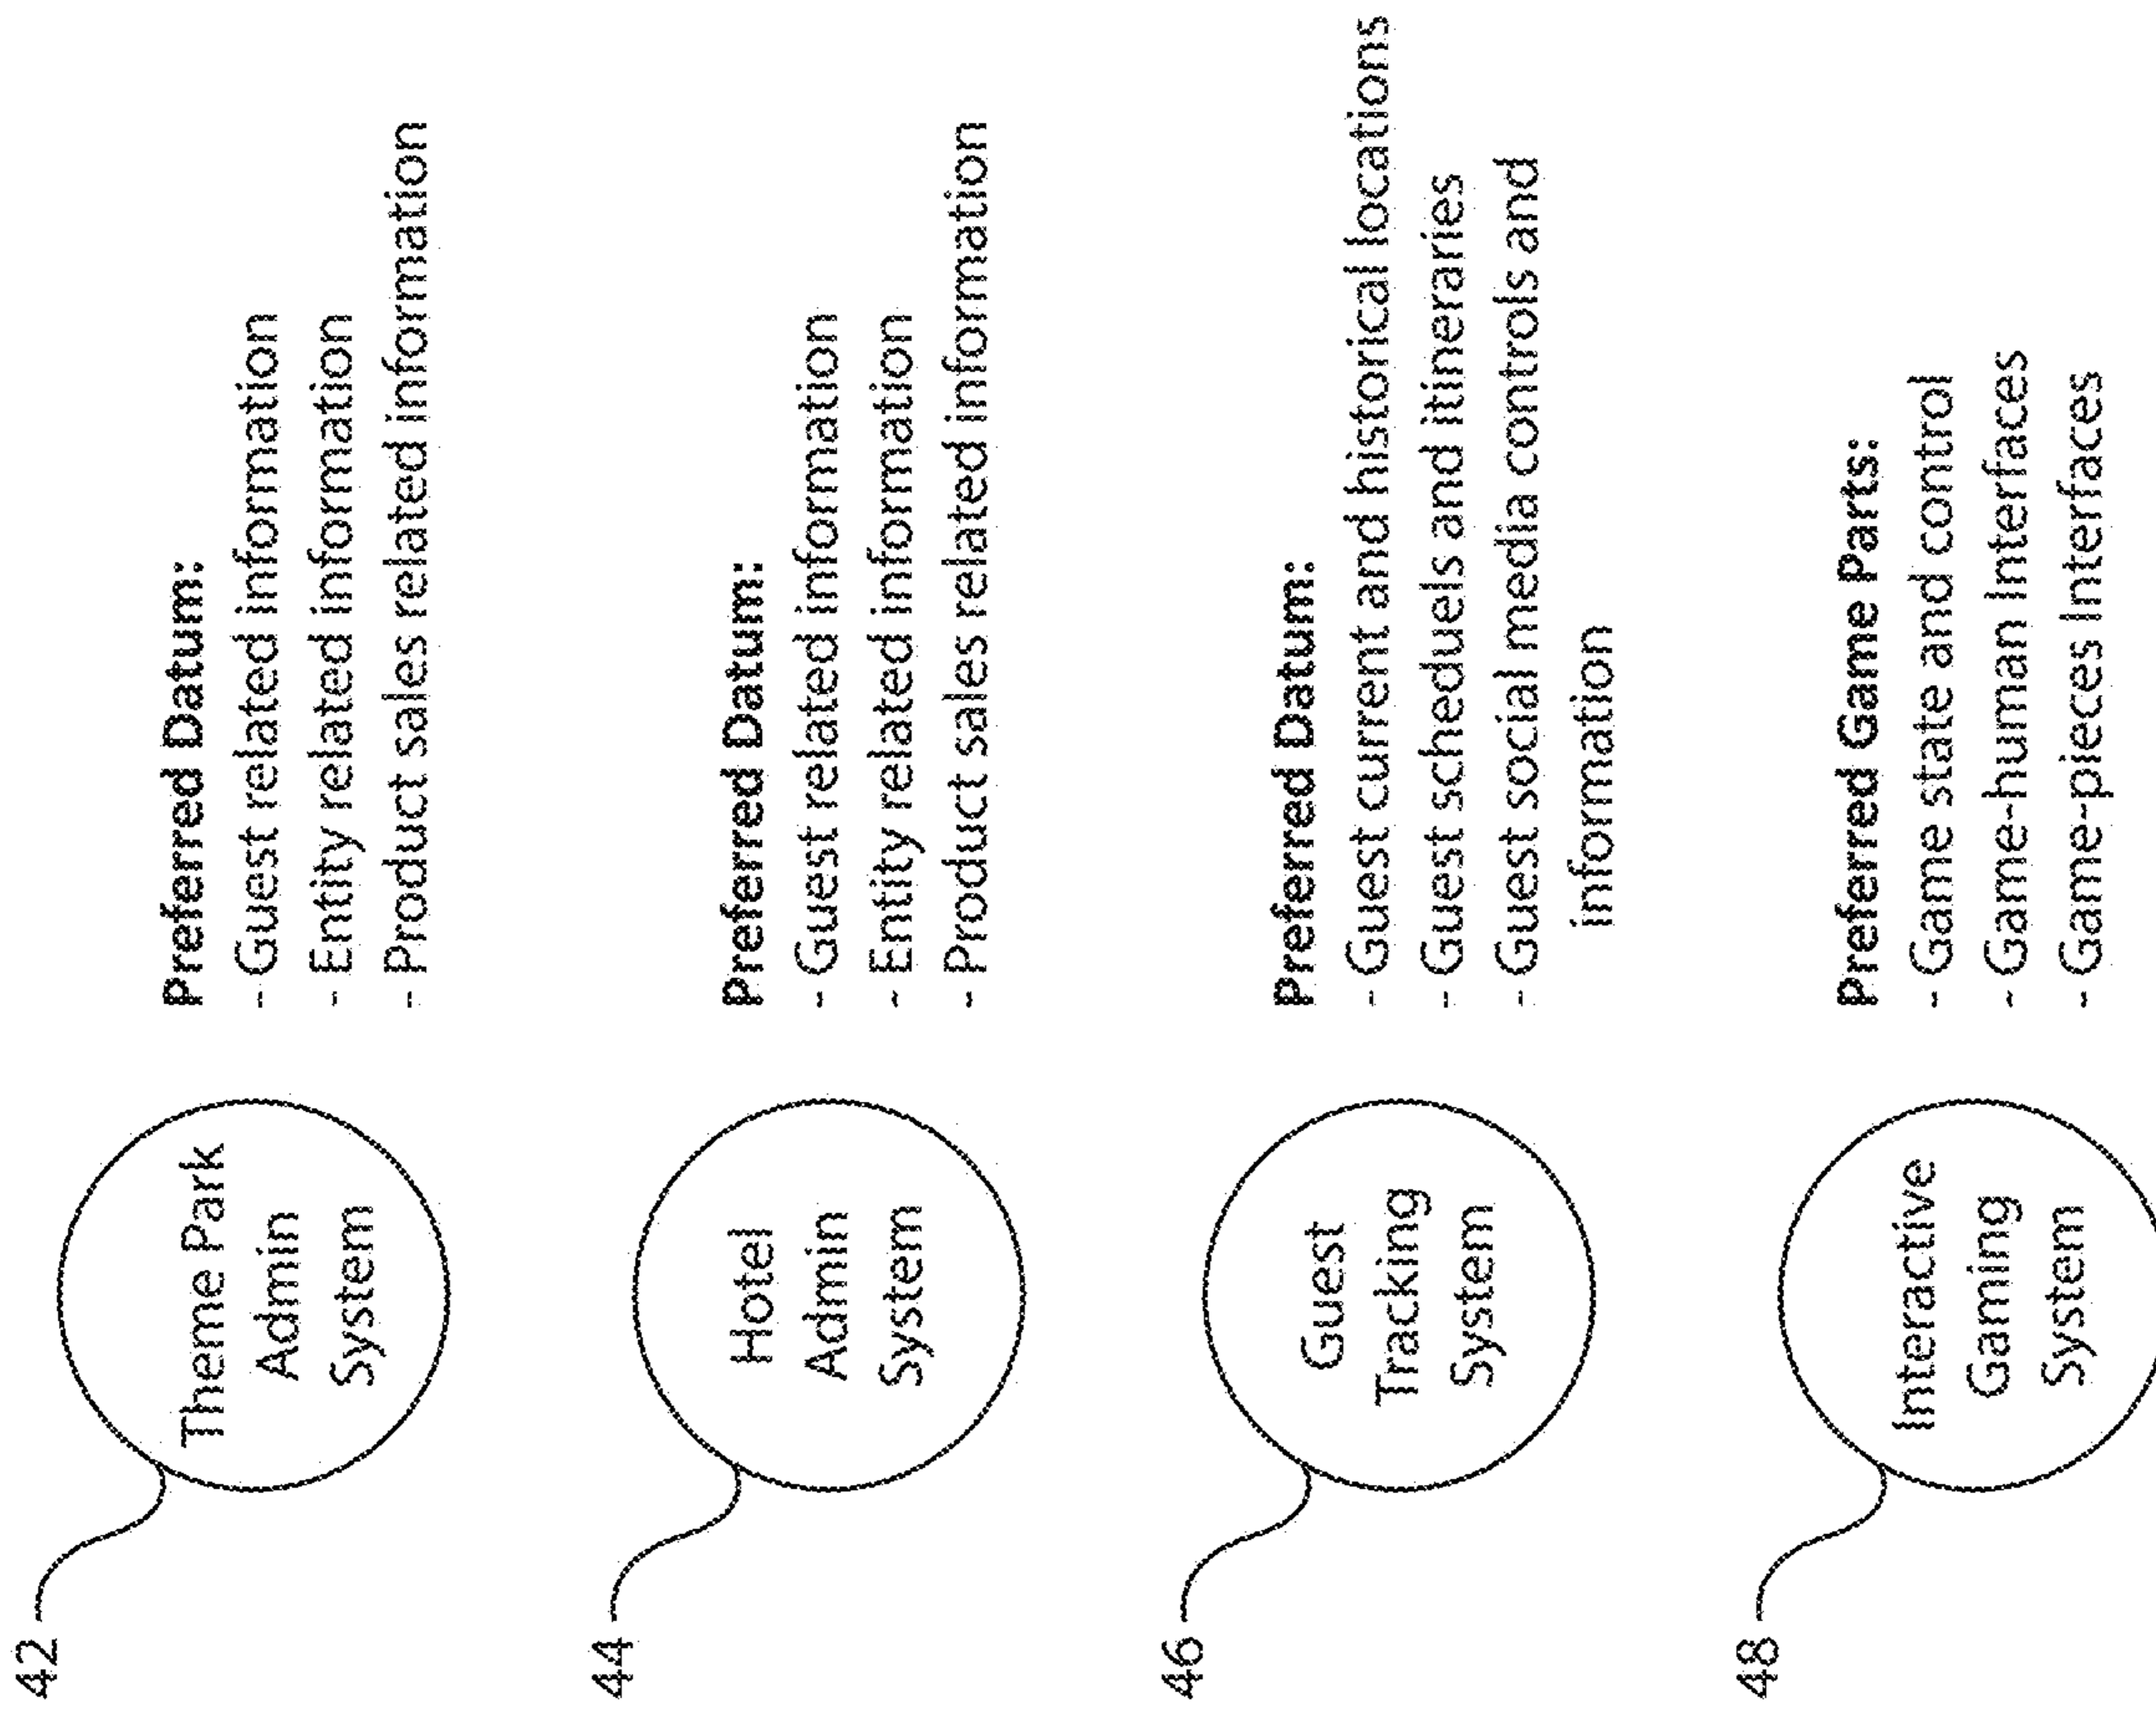 42
Theme Park
Admin
System
Preferred Datum:
- Guest related information
- Entity related information
- Product sales related information
44
Hotel
Admin
System
Preferred Datum:
- Guest related information
- Entity related information
- Product sales related information
46
Guest
Tracking
System
Preferred Datum:
- Guest current and historical locations
- Guest scheduels and itineraries
- Guest social media controls and
information
48
Interactive
Gaming
System
Preferred Game Parts:
- Game state and control
- Game-human Interfaces
- Game-pieces Interfaces